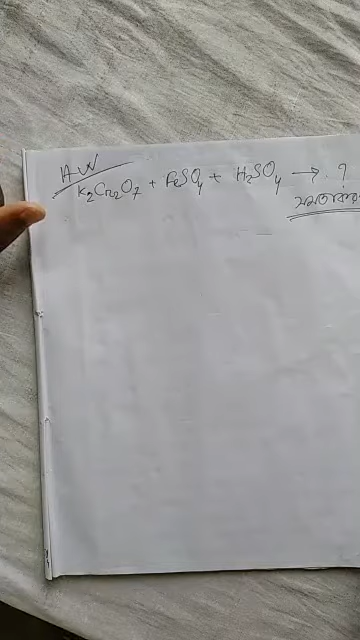 H W
K₂Cr₂O₇ + FeSO₄ + H₂SO₄ → ?